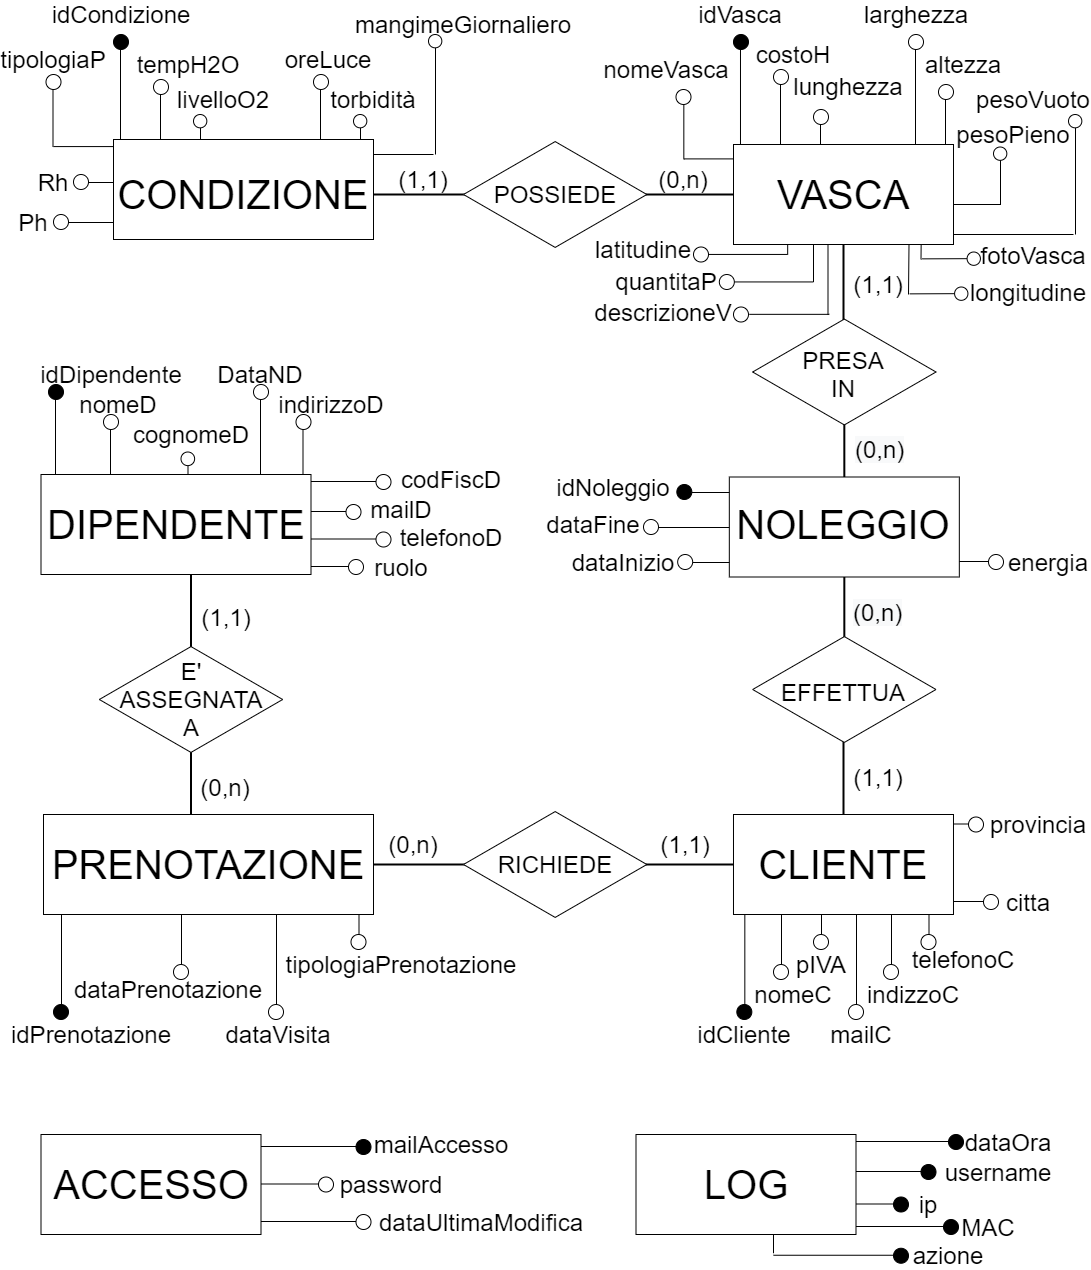 idCondizione
mangimeGiornaliero
tipologiaP
tempH2O
oreLuce
livelloO2
torbidità
Rh
CONDIZIONE
Ph
(1,1)
POSSIEDE
(0,n)
idVasca
larghezza
nomeVasca
costoH
altezza
lunghezza
pesoVuoto
pesoPieno
VASCA
latitudine
fotoVasca
quantitaP
longitudine
descrizioneV
(1,1)
PRESA
IN
(0,n)
idDipendente
DataND
nomeD
indirizzoD
cognomeD
codFiscD
DIPENDENTE
mailD
telefonoD
ruolo
idNoleggio
dataFine
NOLEGGIO
dataInizio
energia
(1,1)
(0,n)
E'
ASSEGNATA
A
EFFETTUA
(0,n)
(1,1)
PRENOTAZIONE
(0,n)
RICHIEDE
(1,1)
CLIENTE
provincia
citta
tipologiaPrenotazione
dataPrenotazione
idPrenotazione
dataVisita
pIVA
telefonoC
nomeC
indizzoC
idCliente
mailC
ACCESSO
mailAccesso
password
dataUltimaModifica
LOG
dataOra
username
ip
MAC
azione